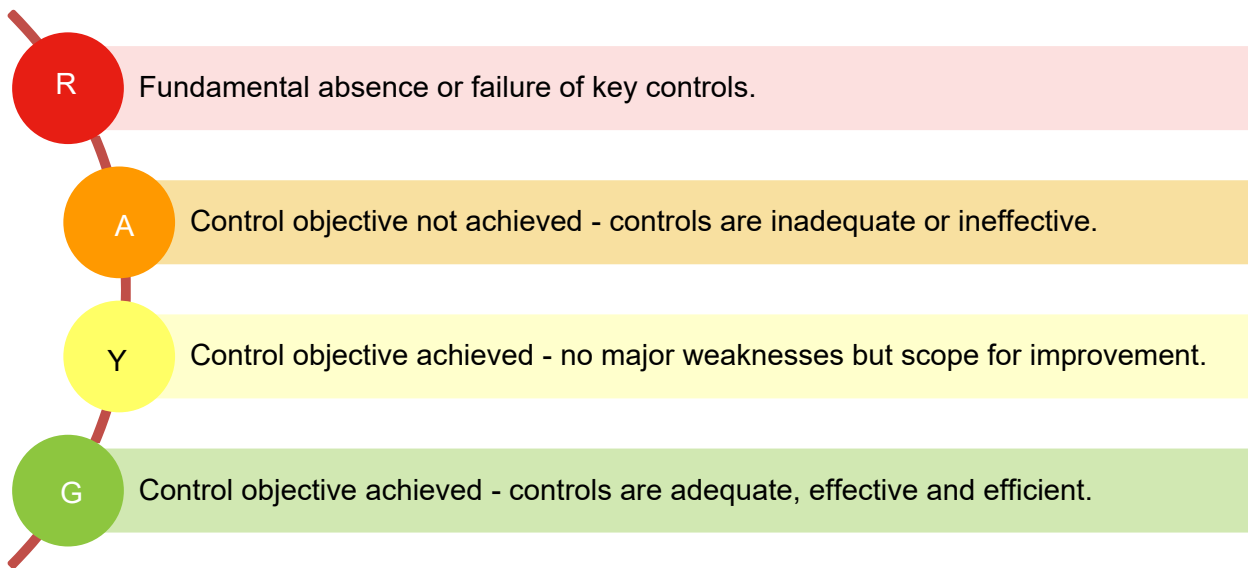 R
Fundamental absence or failure of key controls.
A
Control objective not achieved - controls are inadequate or ineffective.
Y
Control objective achieved - no major weaknesses but scope for improvement.
G
Control objective achieved - controls are adequate, effective and efficient.